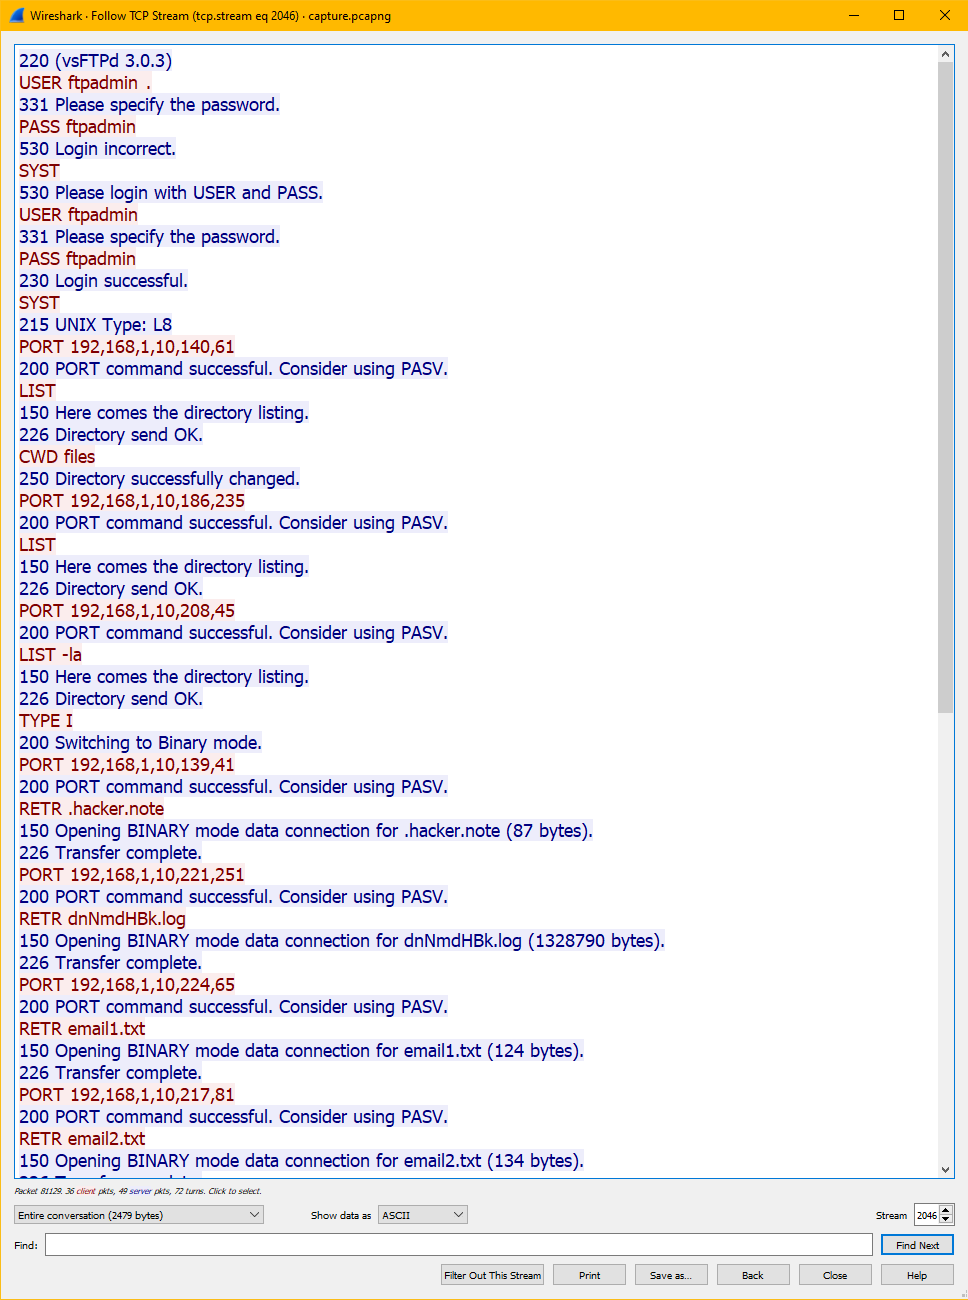 Wireshark · Follow TCP Stream (tcp.stream eq 2046) · capture.pcapng
220 (vsFTPd 3.0.3)
USER ftpadmin .
331 Please specify the password.
PASS ftpadmin
530 Login incorrect.
SYST
530 Please login with USER and PASS.
USER ftpadmin
331 Please specify the password.
PASS ftpadmin
230 Login successful.
SYST
215 UNIX Type: L8
PORT 192,168,1,10,140,61
200 PORT command successful. Consider using PASV.
LIST
150 Here comes the directory listing.
226 Directory send OK.
CWD files
250 Directory successfully changed.
PORT 192,168,1,10,186,235
200 PORT command successful. Consider using PASV.
LIST
150 Here comes the directory listing.
226 Directory send OK.
PORT 192,168,1,10,208,45
200 PORT command successful. Consider using PASV.
LIST -la
150 Here comes the directory listing.
226 Directory send OK.
TYPE I
200 Switching to Binary mode.
PORT 192,168,1,10,139,41
200 PORT command successful. Consider using PASV.
RETR .hacker.note
150 Opening BINARY mode data connection for .hacker.note (87 bytes).
226 Transfer complete.
PORT 192,168,1,10,221,251
200 PORT command successful. Consider using PASV.
RETR dnNmdHBk.log
150 Opening BINARY mode data connection for dnNmdHBk.log (1328790 bytes).
226 Transfer complete.
PORT 192,168,1,10,224,65
200 PORT command successful. Consider using PASV.
RETR email1.txt
150 Opening BINARY mode data connection for email1.txt (124 bytes).
226 Transfer complete.
PORT 192,168,1,10,217,81
200 PORT command successful. Consider using PASV.
RETR email2.txt
150 Opening BINARY mode data connection for email2.txt (134 bytes).
Packet 81129. 36 client pkts, 49 server pkts, 72 turns. Click to select.
Entire conversation (2479 bytes) Show data as ASCII Stream 2046
Find: Find Next
Filter Out This Stream Print Save as... Back Close Help